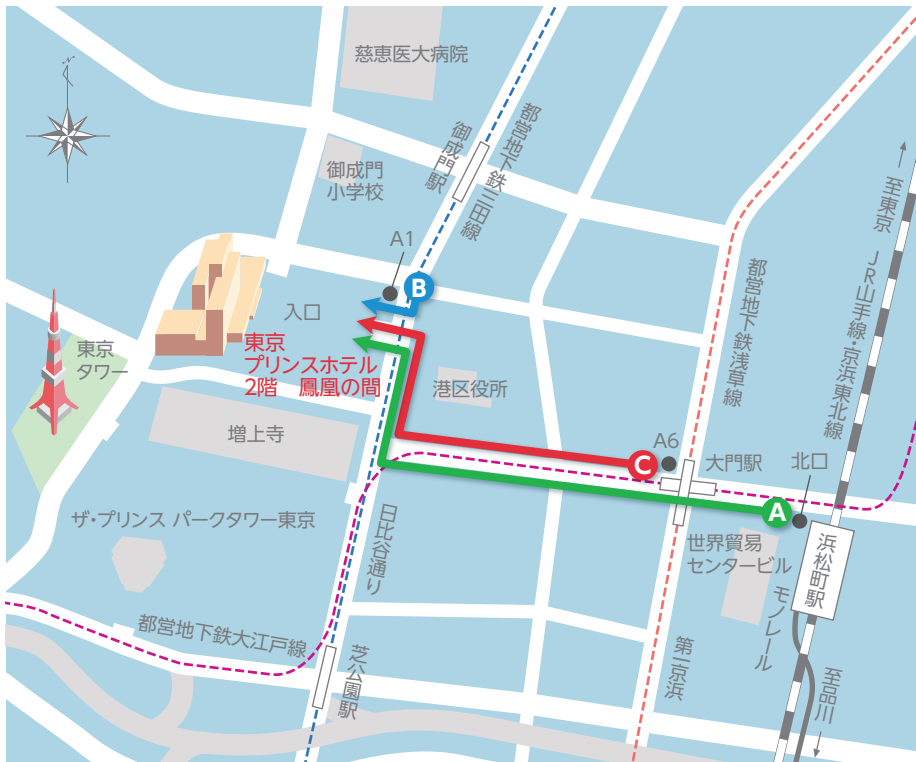 N
慈恵医大病院
都営地下鉄三田線
御成門駅
御成門
小学校
至東京
A1
B
JR山手線・京浜東北線
都営地下鉄浅草線
入口
東京
プリンスホテル
2階 鳳凰の間
東京
タワー
港区役所
増上寺
A6
C
大門駅
北口
A
ザ・プリンス パークタワー東京
日比谷通り
世界貿易
センタービル
浜松町駅
モノレール
都営地下鉄大江戸線
芝公園駅
第一京浜
至品川